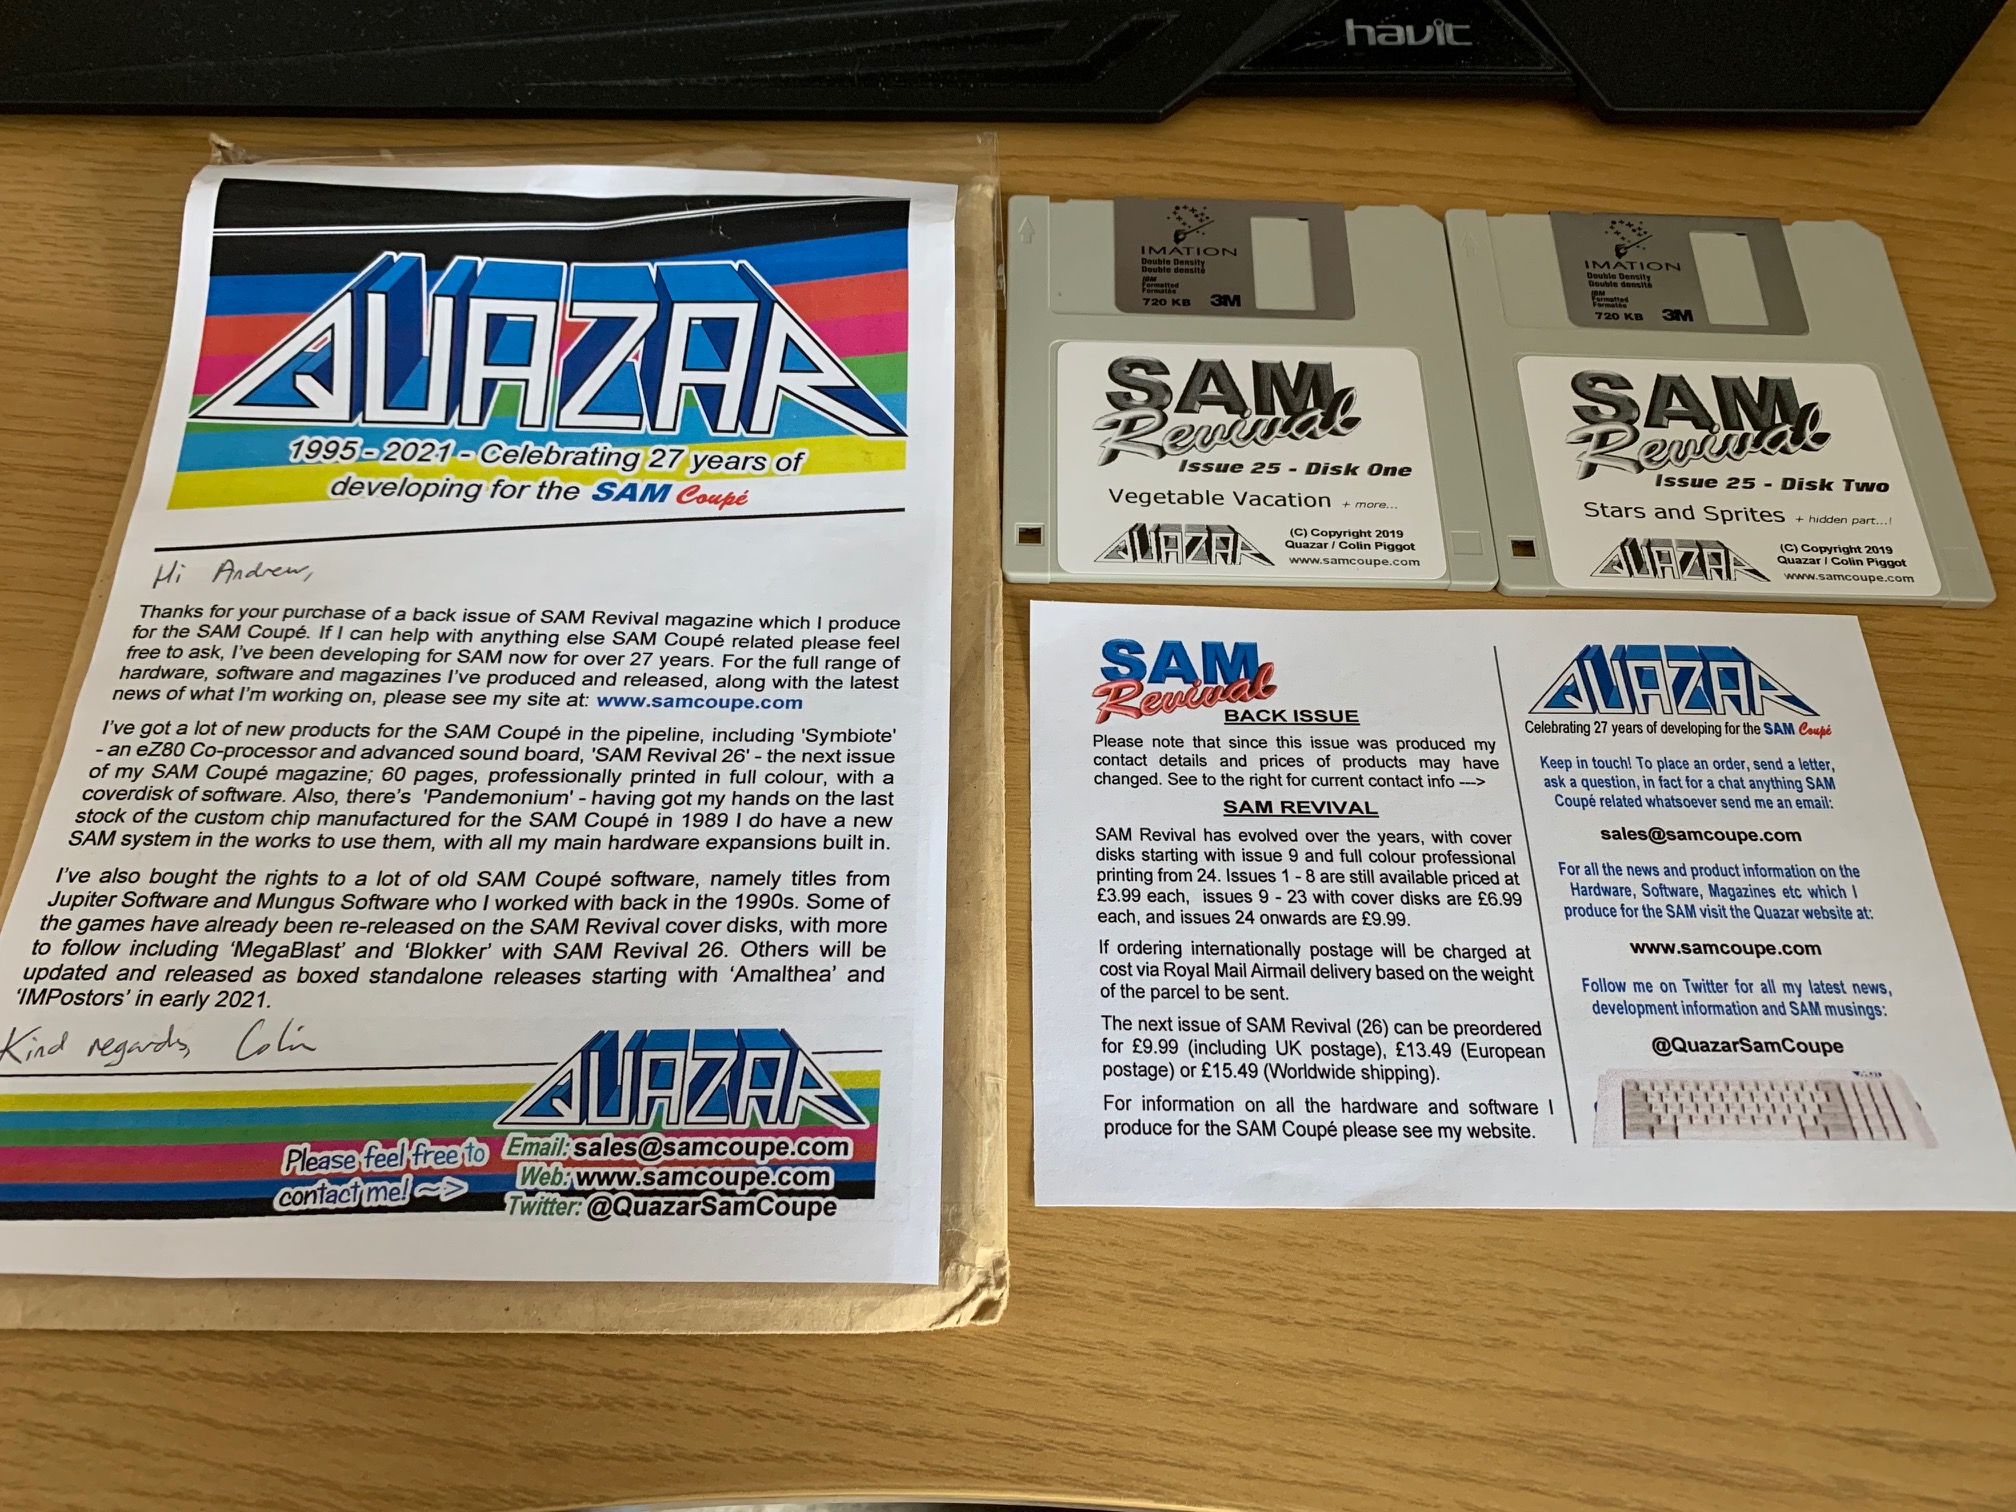 havit
QUAZAR
1995 - 2021 - Celebrating 27 years of
developing for the SAM Coupé
Hi Andrew,
Thanks for your purchase of a back issue of SAM Revival magazine which I produce
for the SAM Coupé. If I can help with anything else SAM Coupé related please feel
free to ask, I've been developing for SAM now for over 27 years. For the full range of
hardware, software and magazines I've produced and released, along with the latest
news of what I'm working on, please see my site at: www.samcoupe.com
I've got a lot of new products for the SAM Coupé in the pipeline, including 'Symbiote'
- an eZ80 Co-processor and advanced sound board, 'SAM Revival 26' - the next issue
of my SAM Coupé magazine; 60 pages, professionally printed in full colour, with a
coverdisk of software. Also, there's 'Pandemonium' - having got my hands on the last
stock of the custom chip manufactured for the SAM Coupé in 1989 I do have a new
SAM system in the works to use them, with all my main hardware expansions built in.
I've also bought the rights to a lot of old SAM Coupé software, namely titles from
Jupiter Software and Mungus Software who I worked with back in the 1990s. Some of
the games have already been re-released on the SAM Revival cover disks, with more
to follow including 'MegaBlast' and 'Blokker' with SAM Revival 26. Others will be
updated and released as boxed standalone releases starting with 'Amalthea' and
'IMPostors' in early 2021.
Kind regards, Colin
QUAZAR
Please feel free to
contact me! ~>
Email: sales@samcoupe.com
Web: www.samcoupe.com
Twitter: @QuazarSamCoupe
IMATION
Double Density
Double densité
IBM
Formatted
Formatée
720 KB 3M
SAM
Revival
Issue 25 - Disk One
Vegetable Vacation + more...
QUAZAR
(C) Copyright 2019
Quazar / Colin Piggot
www.samcoupe.com
IMATION
Double Density
Double densité
IBM
Formatted
Formatée
720 KB 3M
SAM
Revival
Issue 25 - Disk Two
Stars and Sprites + hidden part...!
QUAZAR
(C) Copyright 2019
Quazar / Colin Piggot
www.samcoupe.com
SAM
Revival
BACK ISSUE
Please note that since this issue was produced my
contact details and prices of products may have
changed. See to the right for current contact info --->
SAM REVIVAL
SAM Revival has evolved over the years, with cover
disks starting with issue 9 and full colour professional
printing from 24. Issues 1 - 8 are still available priced at
£3.99 each, issues 9 - 23 with cover disks are £6.99
each, and issues 24 onwards are £9.99.
If ordering internationally postage will be charged at
cost via Royal Mail Airmail delivery based on the weight
of the parcel to be sent.
The next issue of SAM Revival (26) can be preordered
for £9.99 (including UK postage), £13.49 (European
postage) or £15.49 (Worldwide shipping).
For information on all the hardware and software I
produce for the SAM Coupé please see my website.
QUAZAR
Celebrating 27 years of developing for the SAM Coupé
Keep in touch! To place an order, send a letter,
ask a question, in fact for a chat anything SAM
Coupé related whatsoever send me an email:
sales@samcoupe.com
For all the news and product information on the
Hardware, Software, Magazines etc which I
produce for the SAM visit the Quazar website at:
www.samcoupe.com
Follow me on Twitter for all my latest news,
development information and SAM musings:
@QuazarSamCoupe